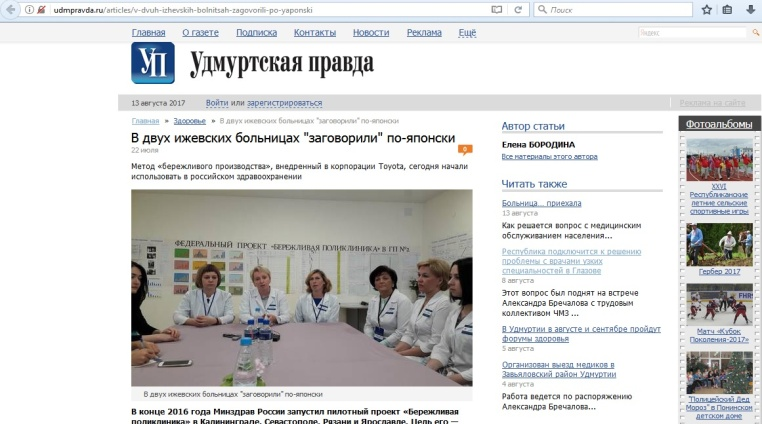 udmpravda.ru/articles/v-dvuh-izhevskih-bolnitsah-zagovorili-po-yaponski
Поиск
Главная О газете Подписка Контакты Новости Реклама Ещё
Яндекс
УП Удмуртская правда
13 августа 2017 Войти или зарегистрироваться Реклама на сайте
Главная » Здоровье » В двух ижевских больницах "заговорили" по-японски
В двух ижевских больницах "заговорили" по-японски
22 июля 0
Метод «бережливого производства», внедренный в корпорации Toyota, сегодня начали
использовать в российском здравоохранении
ФЕДЕРАЛЬНЫЙ ПРОЕКТ "БЕРЕЖЛИВАЯ ПОЛИКЛИНИКА" В ГП №2
В двух ижевских больницах "заговорили" по-японски
В конце 2016 года Минздрав России запустил пилотный проект «Бережливая
поликлиника» в Калининграде, Севастополе, Рязани и Ярославле. Цель его —
Автор статьи
Елена БОРОДИНА
Все материалы этого автора
Читать также
Больница... приехала
13 августа
Как решается вопрос с медицинским
обслуживанием населения...
Республика подключится к решению
проблемы с врачами узких
специальностей в Глазове
8 августа
Этот вопрос был поднят на встрече
Александра Бречалова с трудовым
коллективом ЧМЗ ...
В Удмуртии в августе и сентябре пройдут
форумы здоровья
5 августа
Организован выезд медиков в
Завьяловский район Удмуртии
4 августа
Работа ведется по распоряжению
Александра Бречалова...
Фотоальбомы
XXVI
Республиканские
летние сельские
спортивные игры
Гербер 2017
Матч «Кубок
Поколения-2017»
"Полицейский Дед
Мороз" в Понинском
детском доме